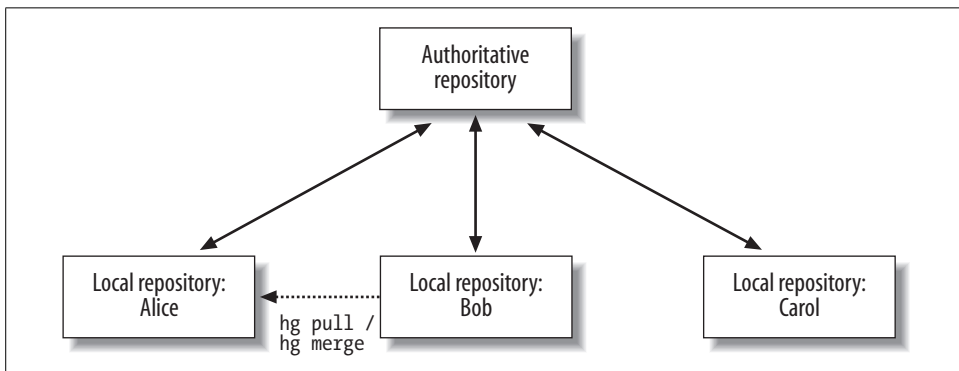 Authoritative
repository
Local repository:
Alice
Local repository:
Bob
Local repository:
Carol
hg pull /
hg merge